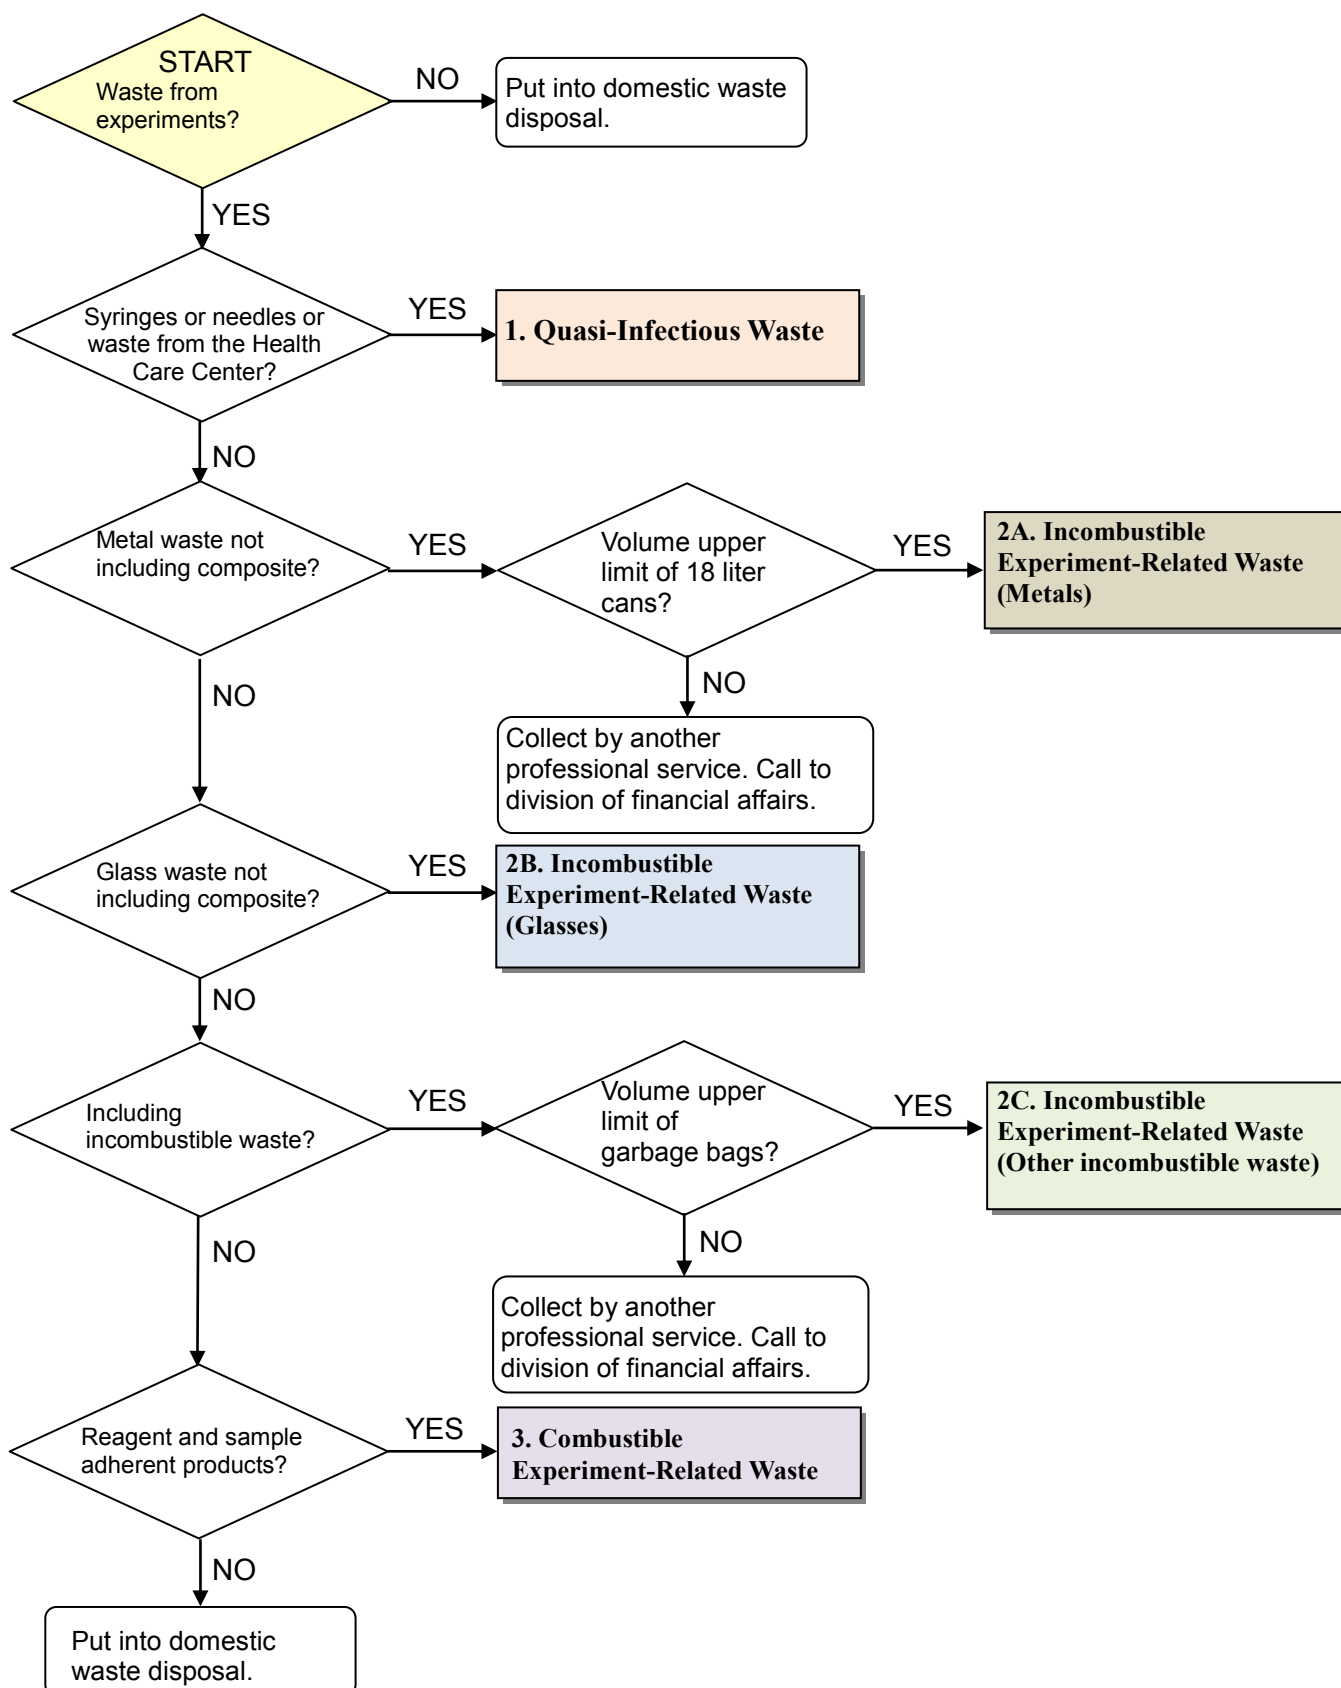 START
Waste from
experiments?
NO
Put into domestic waste
disposal.
YES
Syringes or needles or
waste from the Health
Care Center?
YES
1. Quasi-Infectious Waste
NO
Metal waste not
including composite?
YES
Volume upper
limit of 18 liter
cans?
YES
2A. Incombustible
Experiment-Related Waste
(Metals)
NO
Collect by another
professional service. Call to
division of financial affairs.
NO
Glass waste not
including composite?
YES
2B. Incombustible
Experiment-Related Waste
(Glasses)
NO
Including
incombustible waste?
YES
Volume upper
limit of
garbage bags?
YES
2C. Incombustible
Experiment-Related Waste
(Other incombustible waste)
NO
Collect by another
professional service. Call to
division of financial affairs.
NO
Reagent and sample
adherent products?
YES
3. Combustible
Experiment-Related Waste
NO
Put into domestic
waste disposal.